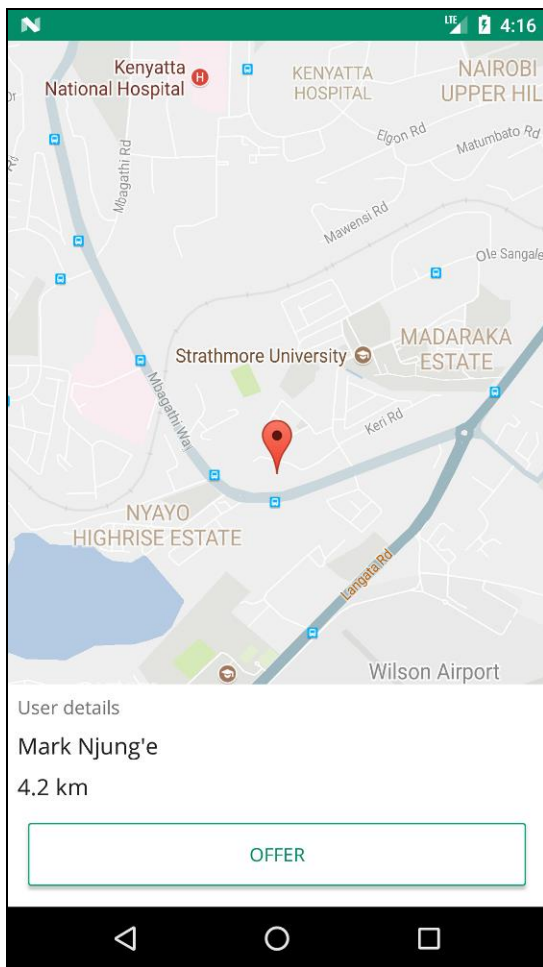 LTE 4:16
Kenyatta
National Hospital
H
KENYATTA
HOSPITAL
NAIROBI
UPPER HIL
Elgon Rd
Matumbato Rd
Mbagathi Rd
Mawensi Rd
Ole Sangale
Strathmore University
MADARAKA
ESTATE
Mbagathi Way
Keri Rd
NYAYO
HIGHRISE ESTATE
Langata Rd
Wilson Airport
User details
Mark Njung'e
4.2 km
OFFER